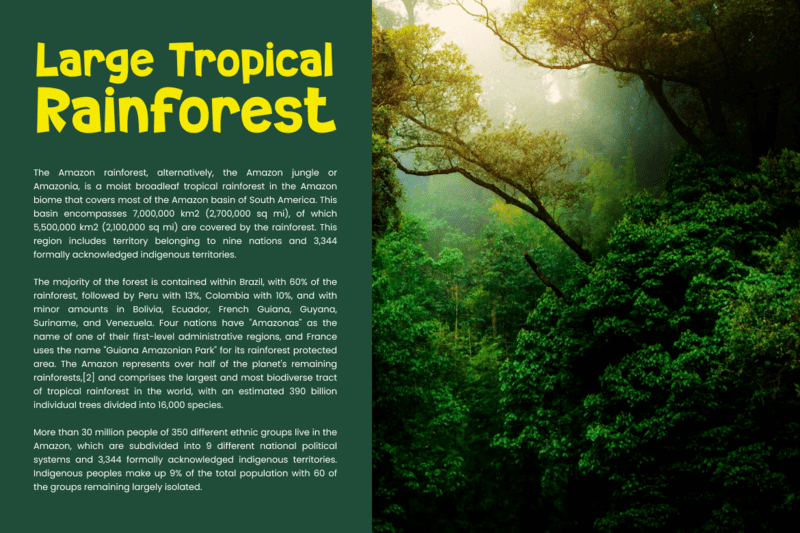 Large Tropical
Rainforest
The Amazon rainforest, alternatively, the Amazon jungle or
Amazonia, is a moist broadleaf tropical rainforest in the Amazon
biome that covers most of the Amazon basin of South America. This
basin encompasses 7,000,000 km2 (2,700,000 sq mi), of which
5,500,000 km2 (2,100,000 sq mi) are covered by the rainforest. This
region includes territory belonging to nine nations and 3,344
formally acknowledged indigenous territories.
The majority of the forest is contained within Brazil, with 60% of the
rainforest, followed by Peru with 13%, Colombia with 10%, and with
minor amounts in Bolivia, Ecuador, French Guiana, Guyana,
Suriname, and Venezuela. Four nations have "Amazonas" as the
name of one of their first-level administrative regions, and France
uses the name "Guiana Amazonian Park" for its rainforest protected
area. The Amazon represents over half of the planet's remaining
rainforests,[2] and comprises the largest and most biodiverse tract
of tropical rainforest in the world, with an estimated 390 billion
individual trees divided into 16,000 species.
More than 30 million people of 350 different ethnic groups live in the
Amazon, which are subdivided into 9 different national political
systems and 3,344 formally acknowledged indigenous territories.
Indigenous peoples make up 9% of the total population with 60 of
the groups remaining largely isolated.